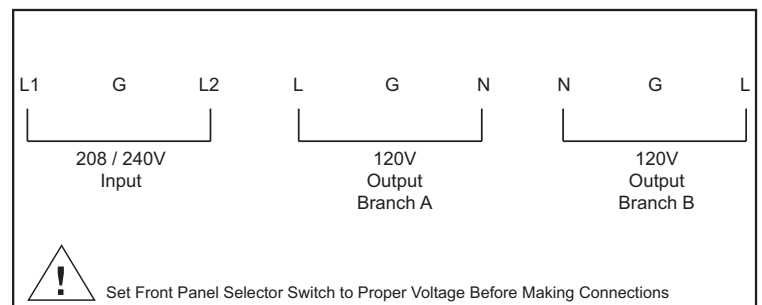 L1 G L2 L G N N G L
208 / 240V
Input
120V
Output
Branch A
120V
Output
Branch B
! Set Front Panel Selector Switch to Proper Voltage Before Making Connections